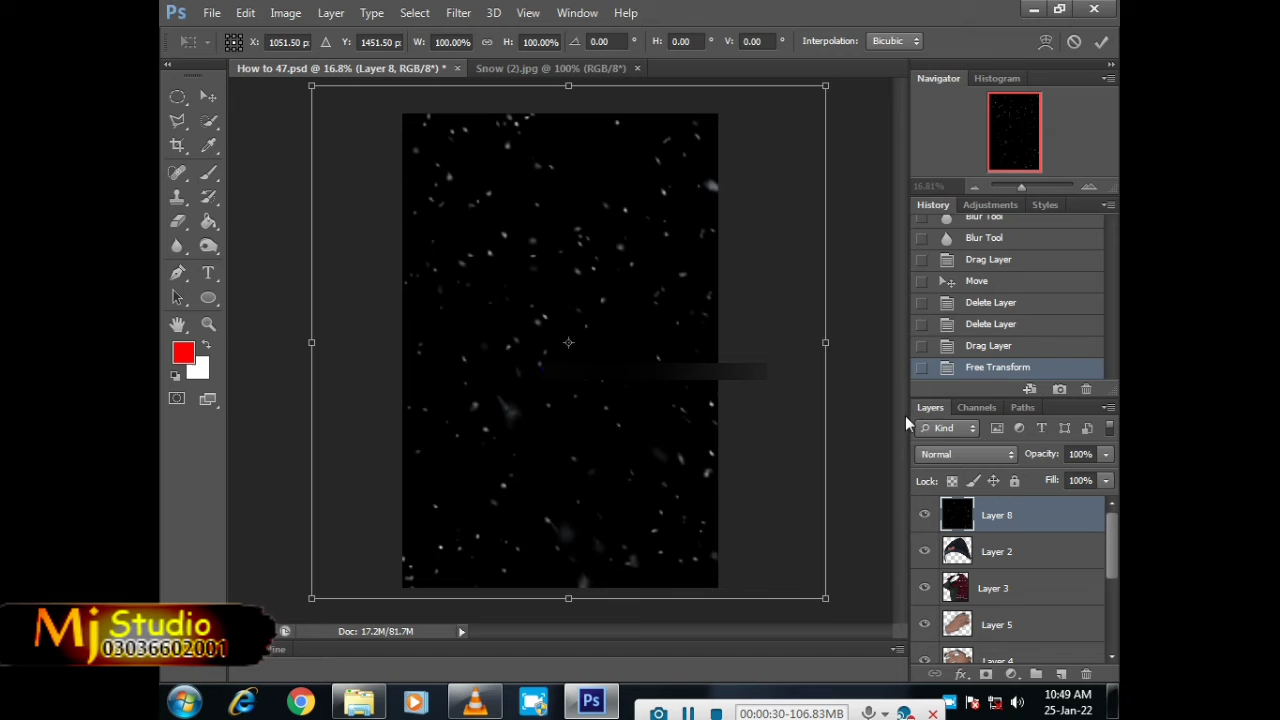 Ps File Edit Image Layer Type Select Filter 3D View Window Help
X: 1051.50 px Y: 1451.50 px W: 100.00% H: 100.00% 0.00 ° H: 0.00 ° V: 0.00 ° Interpolation: Bicubic
How to 47.psd @ 16.8% (Layer 8, RGB/8*) * × Snow (2).jpg @ 100% (RGB/8*) ×
Navigator Histogram
16.81%
History Adjustments Styles
Blur Tool
Blur Tool
Drag Layer
Move
Delete Layer
Delete Layer
Drag Layer
Free Transform
Layers Channels Paths
Kind
Normal Opacity: 100%
Lock: Fill: 100%
Layer 8
Layer 2
Layer 3
Layer 5
Layer 4
Doc: 17.2M/81.7M
Mj Studio
03036602001
Ps
10:49 AM
25-Jan-22
00:00:30-106.83MB